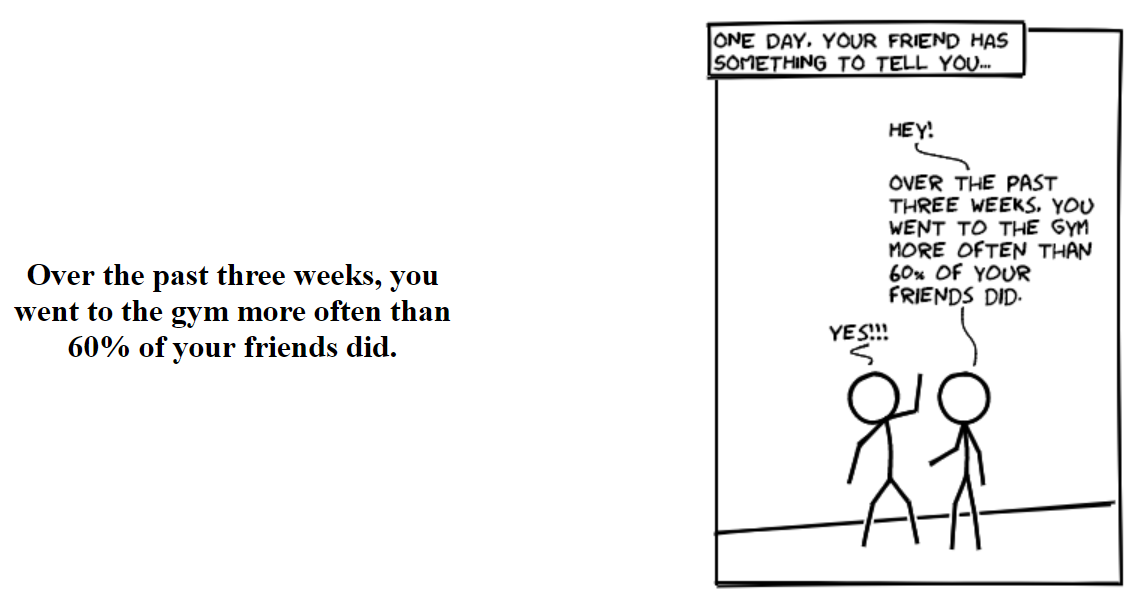 Over the past three weeks, you
went to the gym more often than
60% of your friends did.
ONE DAY, YOUR FRIEND HAS
SOMETHING TO TELL YOU...
HEY!
OVER THE PAST
THREE WEEKS, YOU
WENT TO THE GYM
MORE OFTEN THAN
60% OF YOUR
FRIENDS DID.
YES!!!